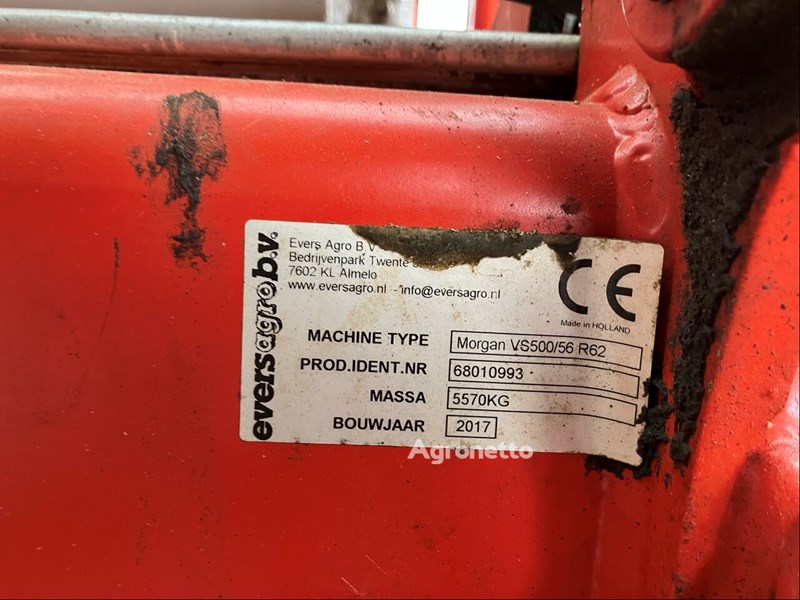 eversagrob.v.
Evers Agro B.V
Bedrijvenpark Twente
7602 KL Almelo
www.eversagro.nl - info@eversagro.nl
CE
Made in HOLLAND
MACHINE TYPE Morgan VS500/56 R62
PROD.IDENT.NR 68010993
MASSA 5570KG
BOUWJAAR 2017
Agronetto